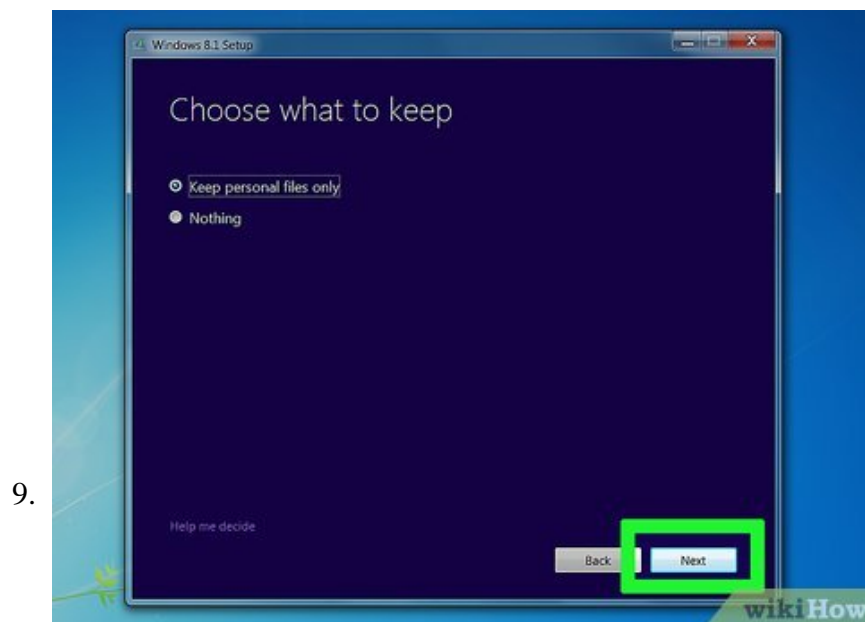 Windows 8.1 Setup
Choose what to keep
Keep personal files only
Nothing
9.
Help me decide
Back
Next
wikiHow